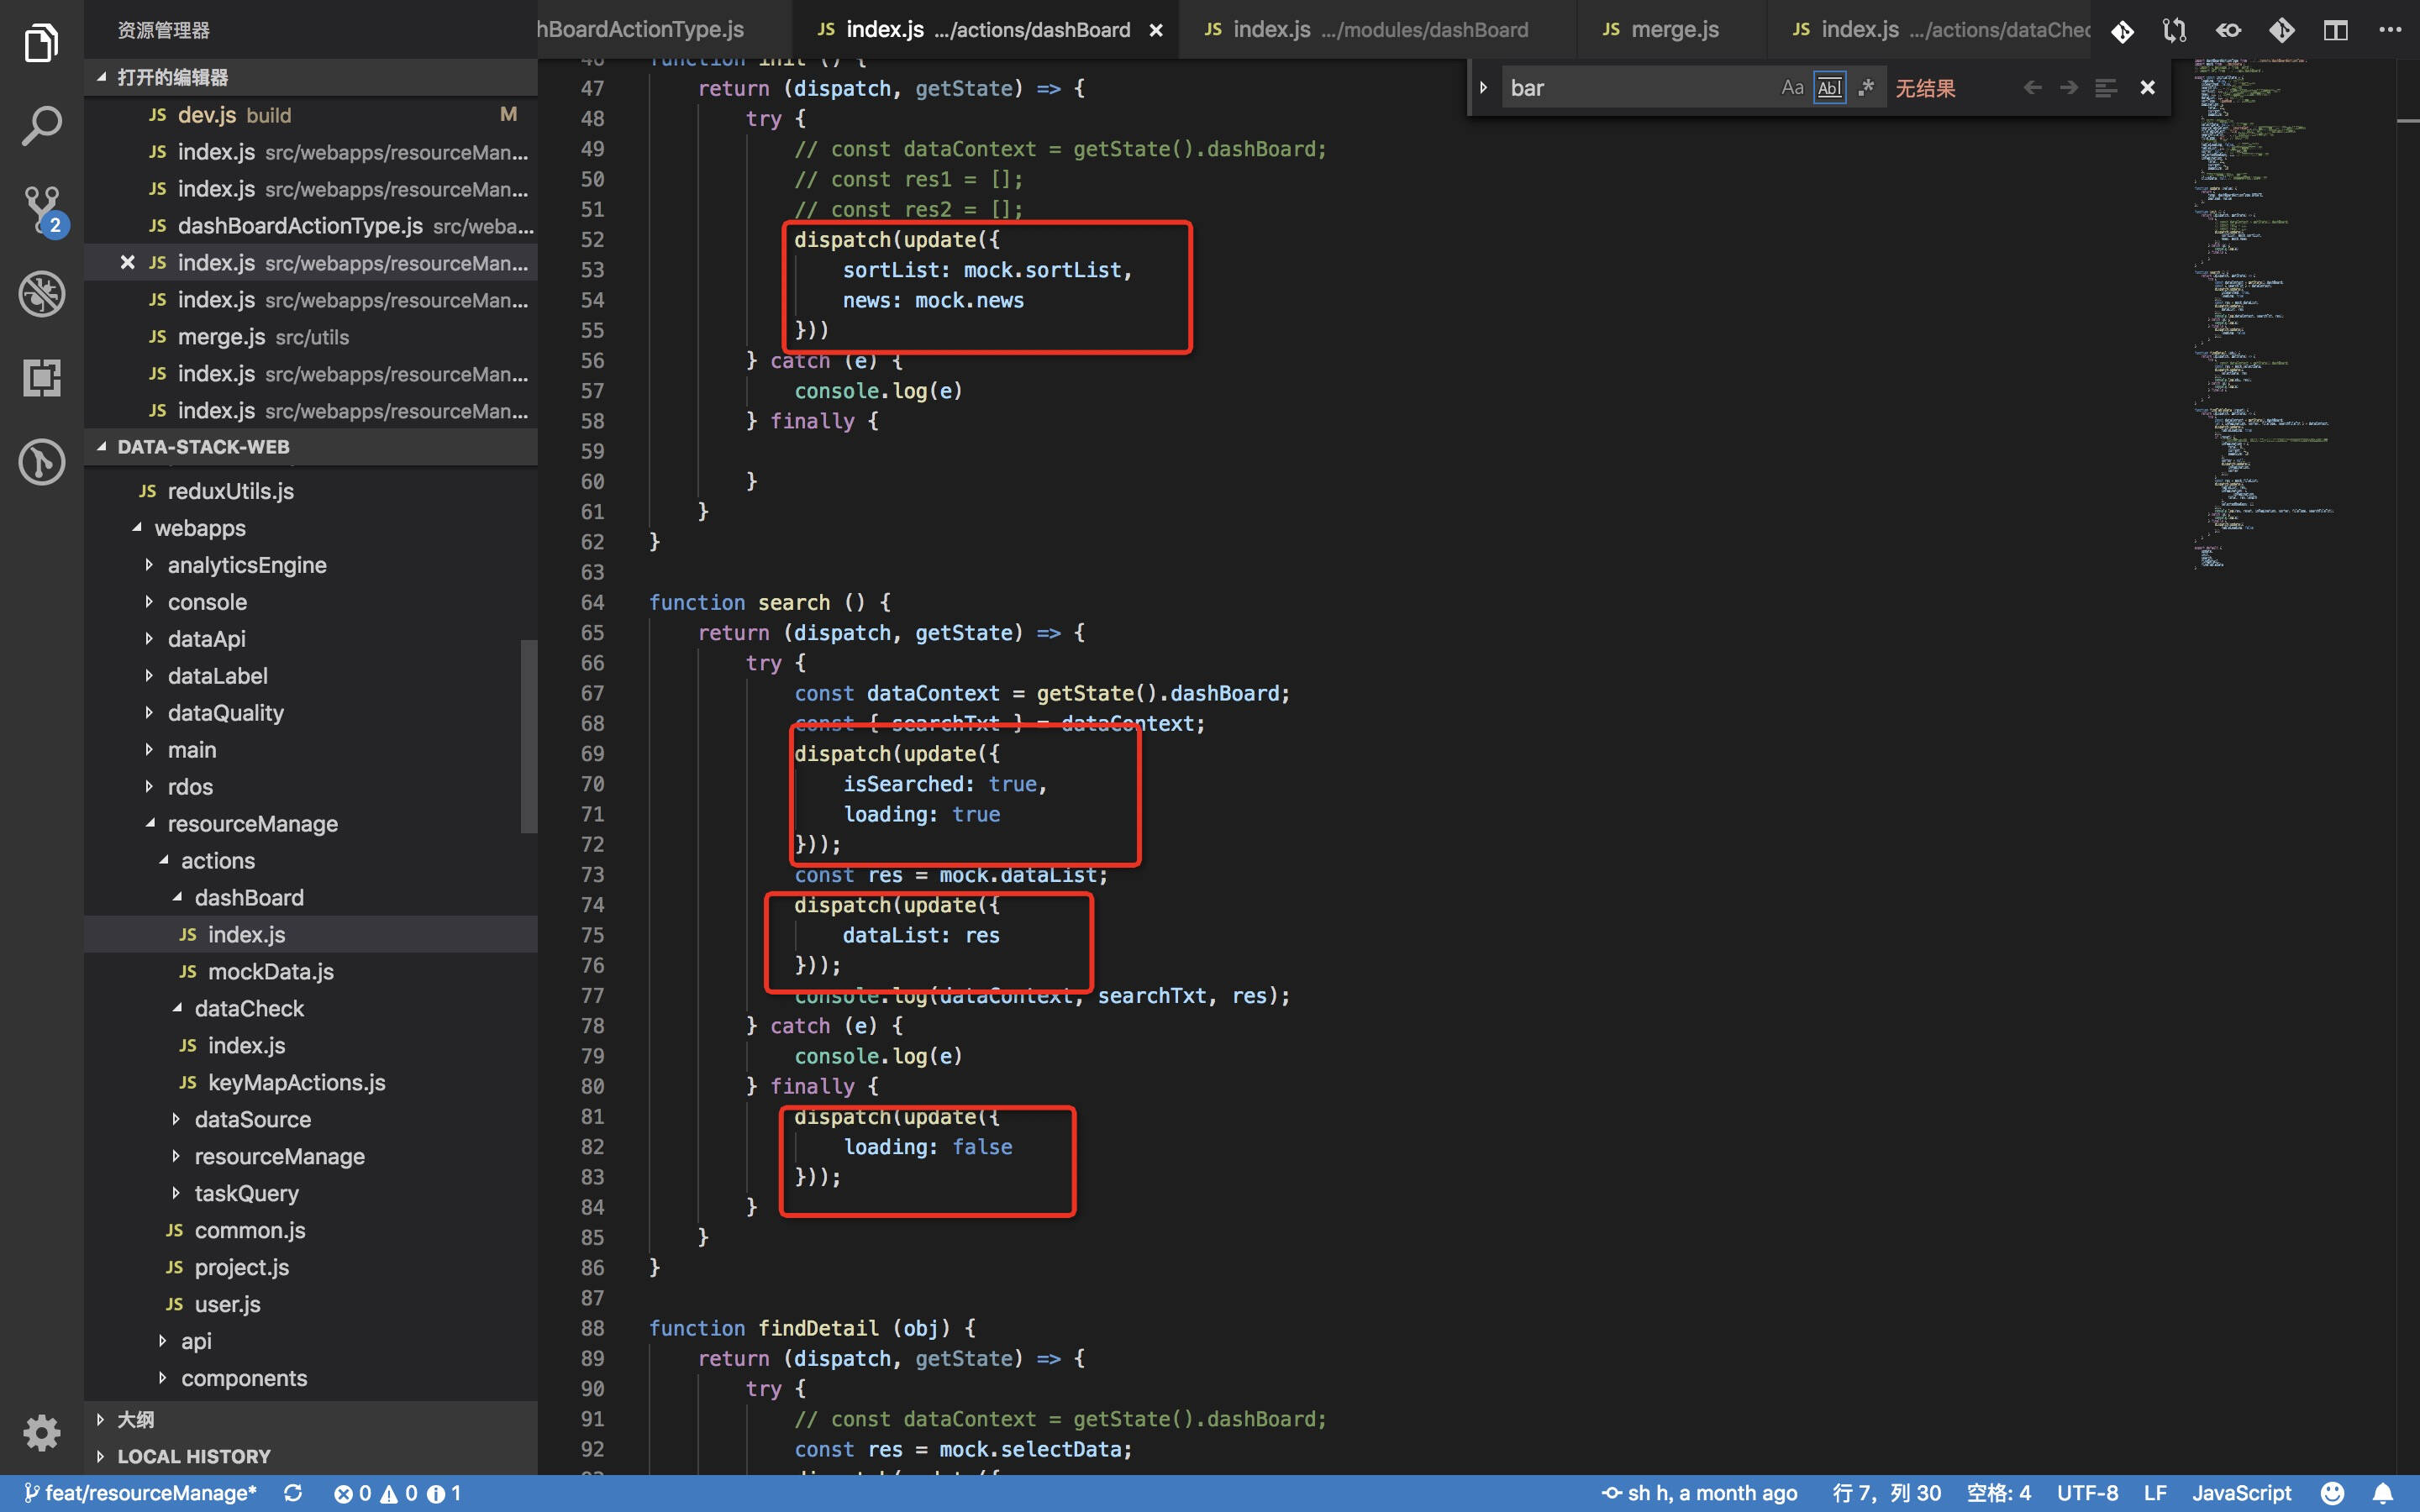 资源管理器
hBoardActionType.js
JS index.js .../actions/dashBoard
JS index.js .../modules/dashBoard
JS merge.js
JS index.js .../actions/dataChec
打开的编辑器
JS dev.js build M
JS index.js src/webapps/resourceMan...
JS index.js src/webapps/resourceMan...
JS dashBoardActionType.js src/weba...
JS index.js src/webapps/resourceMan...
JS index.js src/webapps/resourceMan...
JS merge.js src/utils
JS index.js src/webapps/resourceMan...
JS index.js src/webapps/resourceMan...
2
DATA-STACK-WEB
JS reduxUtils.js
webapps
analyticsEngine
console
dataApi
dataLabel
dataQuality
main
rdos
resourceManage
actions
dashBoard
JS index.js
JS mockData.js
dataCheck
JS index.js
JS keyMapActions.js
dataSource
resourceManage
taskQuery
JS common.js
JS project.js
JS user.js
api
components
大纲
LOCAL HISTORY
bar Aa Abl .* 无结果
46 function init () {
47 return (dispatch, getState) => {
48 try {
49 // const dataContext = getState().dashBoard;
50 // const res1 = [];
51 // const res2 = [];
52 dispatch(update({
53 sortList: mock.sortList,
54 news: mock.news
55 }))
56 } catch (e) {
57 console.log(e)
58 } finally {
59
60 }
61 }
62 }
63
64 function search () {
65 return (dispatch, getState) => {
66 try {
67 const dataContext = getState().dashBoard;
68 const { searchTxt } = dataContext;
69 dispatch(update({
70 isSearched: true,
71 loading: true
72 }));
73 const res = mock.dataList;
74 dispatch(update({
75 dataList: res
76 }));
77 console.log(dataContext, searchTxt, res);
78 } catch (e) {
79 console.log(e)
80 } finally {
81 dispatch(update({
82 loading: false
83 }));
84 }
85 }
86 }
87
88 function findDetail (obj) {
89 return (dispatch, getState) => {
90 try {
91 // const dataContext = getState().dashBoard;
92 const res = mock.selectData;
feat/resourceManage* 0 0 1
sh h, a month ago 行 7，列 30 空格: 4 UTF-8 LF JavaScript